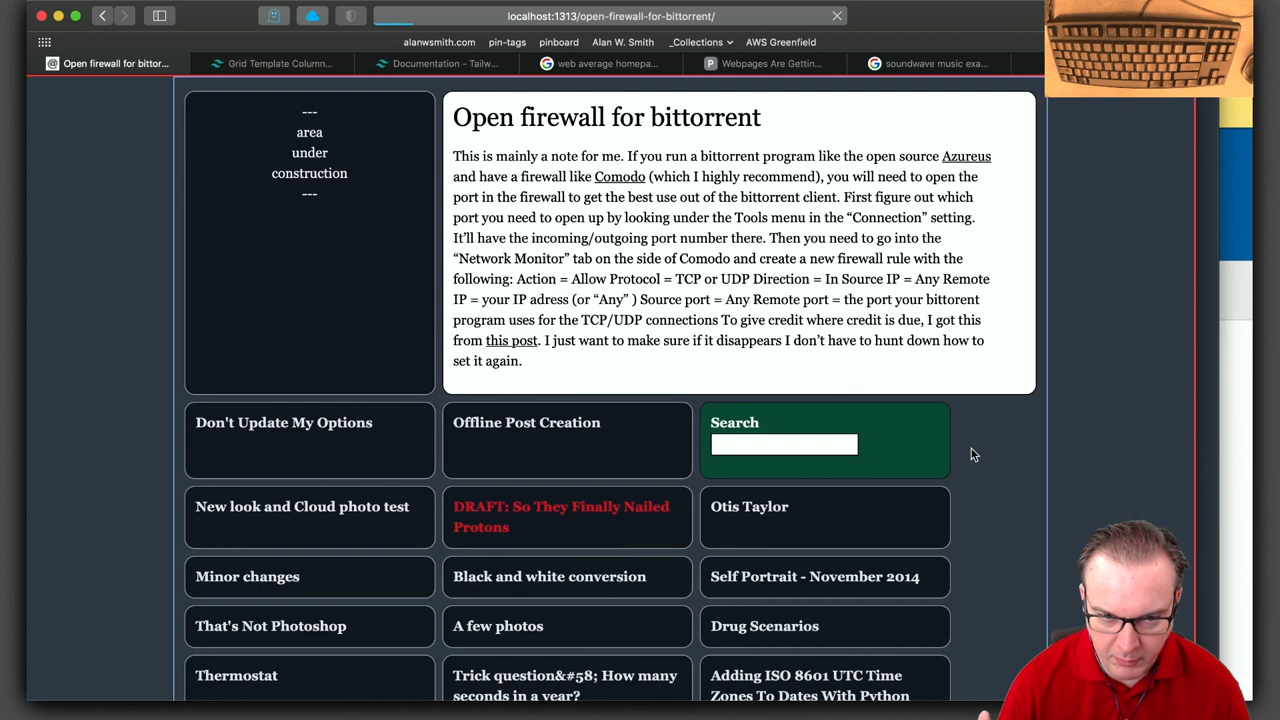 localhost:1313/open-firewall-for-bittorrent/
alanwsmith.com pin-tags pinboard Alan W. Smith _Collections AWS Greenfield
Open firewall for bittor... Grid Template Column... Documentation - Tailw... web average homepa... Webpages Are Gettin... soundwave music exa...
---
area
under
construction
---
Open firewall for bittorrent
This is mainly a note for me. If you run a bittorrent program like the open source Azureus
and have a firewall like Comodo (which I highly recommend), you will need to open the
port in the firewall to get the best use out of the bittorrent client. First figure out which
port you need to open up by looking under the Tools menu in the “Connection” setting.
It’ll have the incoming/outgoing port number there. Then you need to go into the
“Network Monitor” tab on the side of Comodo and create a new firewall rule with the
following: Action = Allow Protocol = TCP or UDP Direction = In Source IP = Any Remote
IP = your IP adress (or “Any” ) Source port = Any Remote port = the port your bittorent
program uses for the TCP/UDP connections To give credit where credit is due, I got this
from this post. I just want to make sure if it disappears I don’t have to hunt down how to
set it again.
Don't Update My Options
Offline Post Creation
Search
New look and Cloud photo test
DRAFT: So They Finally Nailed
Protons
Otis Taylor
Minor changes
Black and white conversion
Self Portrait - November 2014
That's Not Photoshop
A few photos
Drug Scenarios
Thermostat
Trick question&#58; How many
seconds in a year?
Adding ISO 8601 UTC Time
Zones To Dates With Python